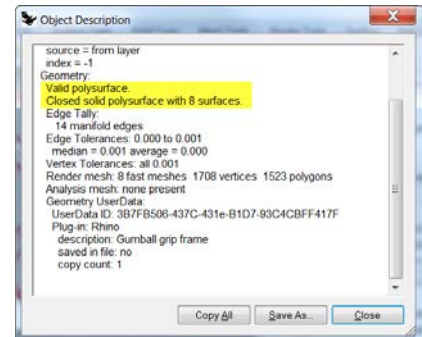 Object Description
source = from layer
index = -1
Geometry:
Valid polysurface.
Closed solid polysurface with 8 surfaces.
Edge Tally:
14 manifold edges
Edge Tolerances: 0.000 to 0.001
median = 0.001 average = 0.000
Vertex Tolerances: all 0.001
Render mesh: 8 fast meshes 1708 vertices 1523 polygons
Analysis mesh: none present
Geometry UserData:
UserData ID: 3B7FB506-437C-431e-B1D7-93C4CBFF417F
Plug-in: Rhino
description: Gumball grip frame
saved in file: no
copy count: 1
Copy All Save As... Close